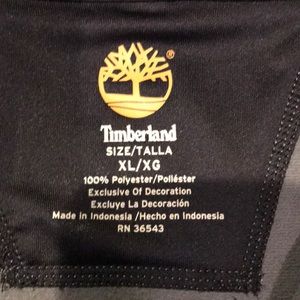 ®
Timberland
SIZE/TALLA
XL/XG
100% Polyester/Poliéster
Exclusive Of Decoration
Excluye La Decoración
Made in Indonesia /Hecho en Indonesia
RN 36543